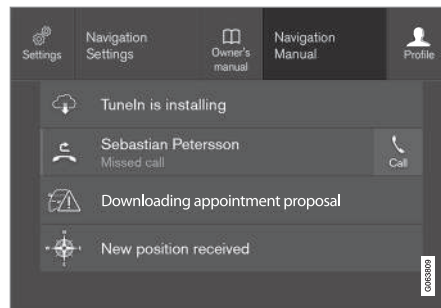 Settings
Navigation
Settings
Owner's
manual
Navigation
Manual
Profile
TuneIn is installing
Sebastian Petersson
Missed call
Call
Downloading appointment proposal
New position received
G063809